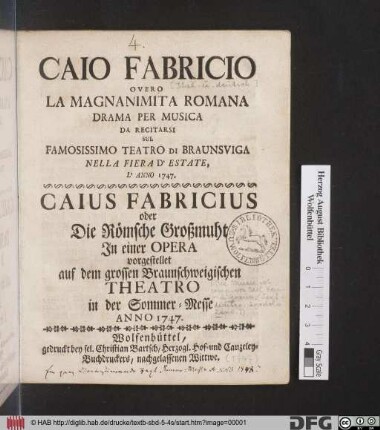 4.
CAIO FABRICIO
OVERO
LA MAGNANIMITA ROMANA
DRAMA PER MUSICA
DA RECITARSI
SUL
FAMOSISSIMO TEATRO DI BRAUNSVIGA
NELLA FIERA D' ESTATE,
L' ANNO 1747.
CAIUS FABRICIUS
oder
Die Römsche Großmuht
In einer OPERA
vorgestellet
auf dem grossen Braunschweigischen
THEATRO
in der Sommer-Messe
ANNO 1747.
Wolfenbüttel,
gedruckt bey sel. Christian Bartsch, Herzogl. Hof- und Canzley-
Buchdruckers, nachgelassenen Wittwe.
Herzog August Bibliothek
Wolfenbüttel
© HAB http://diglib.hab.de/drucke/textb-sbd-5-4s/start.htm?image=00001
DFG